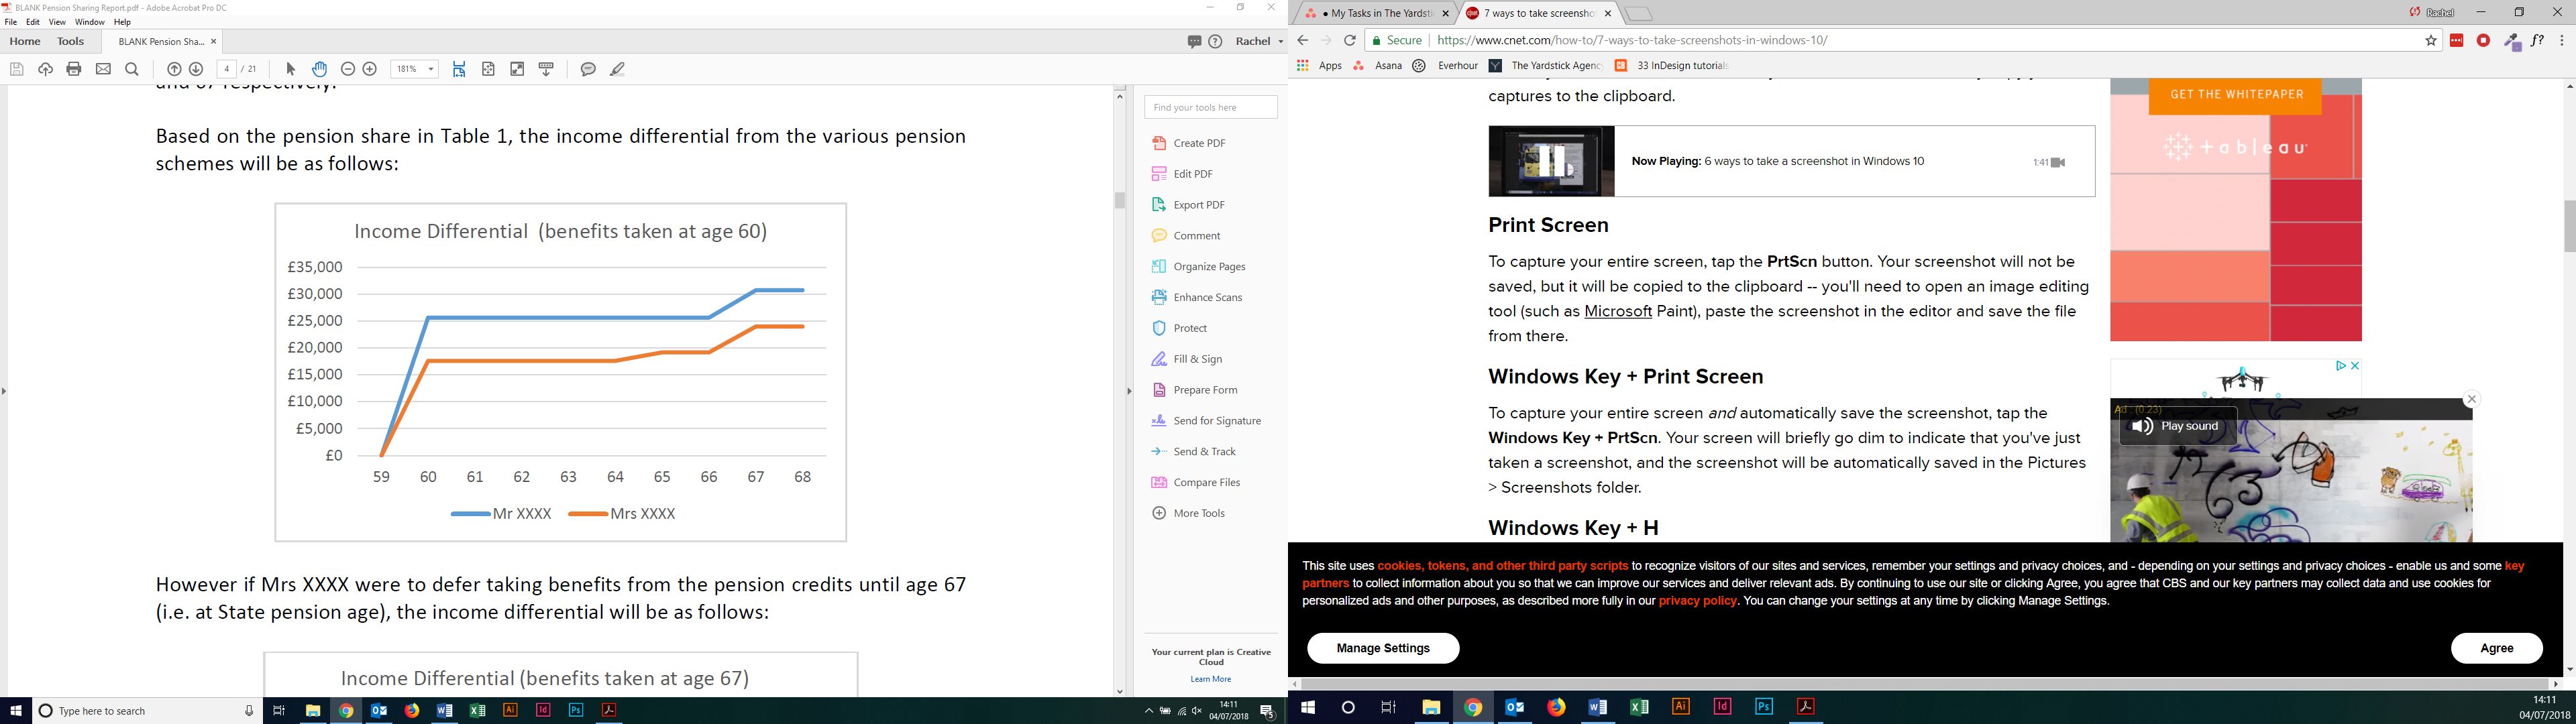 BLANK Pension Sharing Report.pdf - Adobe Acrobat Pro DC
File Edit View Window Help
Home Tools BLANK Pension Sha... × Rachel
4 / 21 181%
and 67 respectively.
Based on the pension share in Table 1, the income differential from the various pension
schemes will be as follows:
Income Differential (benefits taken at age 60)
£35,000
£30,000
£25,000
£20,000
£15,000
£10,000
£5,000
£0
59 60 61 62 63 64 65 66 67 68
Mr XXXX Mrs XXXX
However if Mrs XXXX were to defer taking benefits from the pension credits until age 67
(i.e. at State pension age), the income differential will be as follows:
Income Differential (benefits taken at age 67)
Find your tools here
Create PDF
Edit PDF
Export PDF
Comment
Organize Pages
Enhance Scans
Protect
Fill & Sign
Prepare Form
Send for Signature
Send & Track
Compare Files
More Tools
Your current plan is Creative
Cloud
Learn More
Type here to search
14:11
04/07/2018
5
• My Tasks in The Yardsti × 7 ways to take screensho × Rachel
Secure https://www.cnet.com/how-to/7-ways-to-take-screenshots-in-windows-10/ f?
Apps Asana Everhour The Yardstick Agenc 33 InDesign tutorials
captures to the clipboard.
Now Playing: 6 ways to take a screenshot in Windows 10 1:41
Print Screen
To capture your entire screen, tap the PrtScn button. Your screenshot will not be
saved, but it will be copied to the clipboard -- you'll need to open an image editing
tool (such as Microsoft Paint), paste the screenshot in the editor and save the file
from there.
Windows Key + Print Screen
To capture your entire screen and automatically save the screenshot, tap the
Windows Key + PrtScn. Your screen will briefly go dim to indicate that you've just
taken a screenshot, and the screenshot will be automatically saved in the Pictures
> Screenshots folder.
Windows Key + H
GET THE WHITEPAPER
tableau
Ad : (0:23)
Play sound
This site uses cookies, tokens, and other third party scripts to recognize visitors of our sites and services, remember your settings and privacy choices, and - depending on your settings and privacy choices - enable us and some key
partners to collect information about you so that we can improve our services and deliver relevant ads. By continuing to use our site or clicking Agree, you agree that CBS and our key partners may collect data and use cookies for
personalized ads and other purposes, as described more fully in our privacy policy. You can change your settings at any time by clicking Manage Settings.
Manage Settings Agree
14:11
04/07/2018